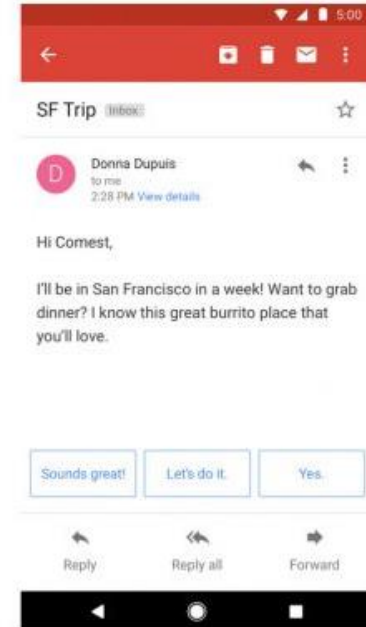 5:00
SF Trip Inbox
D
Donna Dupuis
to me
2:28 PM View details
Hi Comest,
I'll be in San Francisco in a week! Want to grab
dinner? I know this great burrito place that
you'll love.
Sounds great! Let's do it. Yes.
Reply Reply all Forward